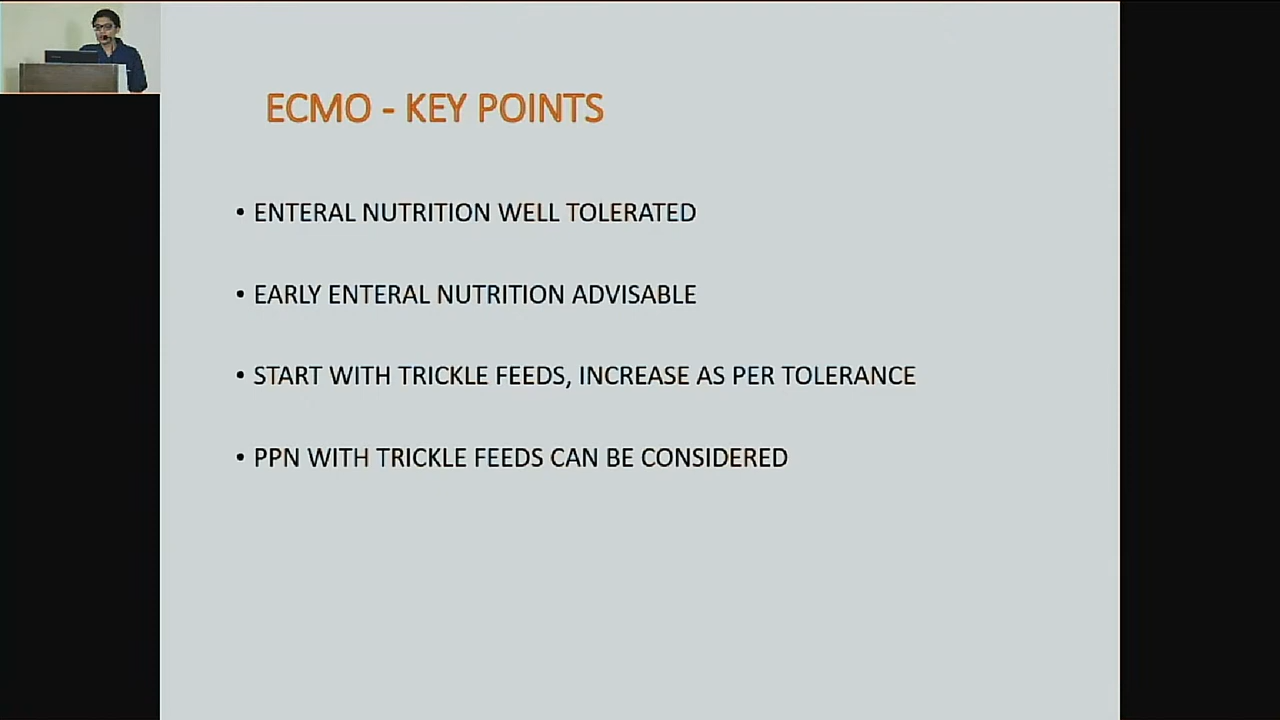 ECMO - KEY POINTS
• ENTERAL NUTRITION WELL TOLERATED
• EARLY ENTERAL NUTRITION ADVISABLE
• START WITH TRICKLE FEEDS, INCREASE AS PER TOLERANCE
• PPN WITH TRICKLE FEEDS CAN BE CONSIDERED